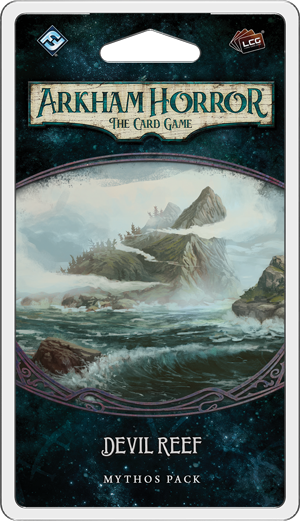 LCG
ARKHAM HORROR
THE CARD GAME
DEVIL REEF
MYTHOS PACK